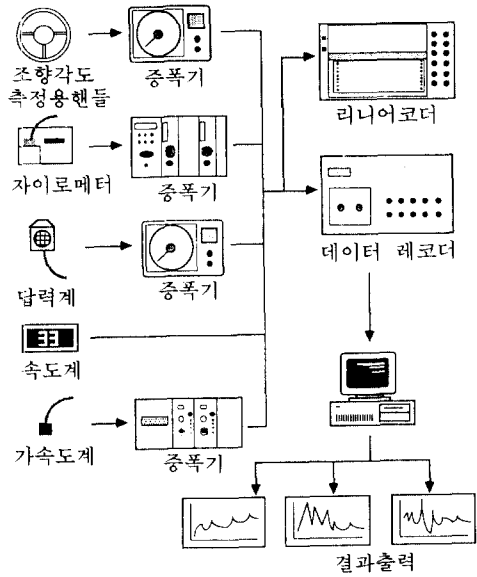 조향각도
측정용핸들
증폭기
리니어코더
자이로메터
증폭기
데이터 레코더
답력계
증폭기
33
속도계
가속도계
증폭기
결과출력